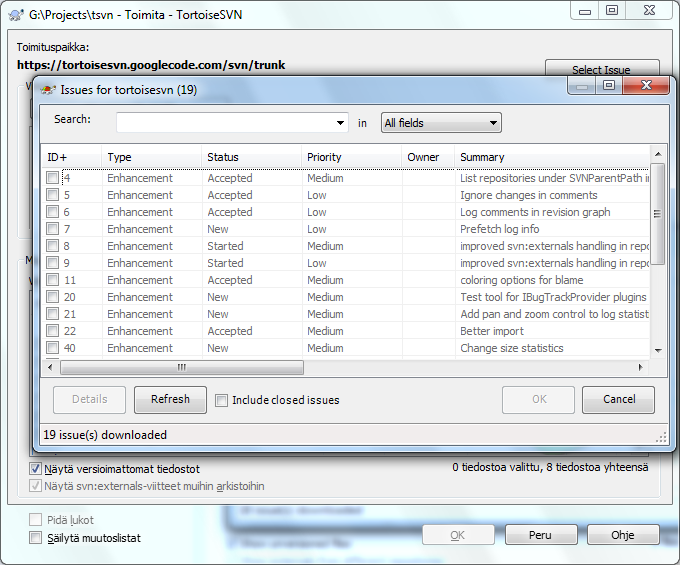 G:\Projects\tsvn - Toimita - TortoiseSVN
Toimituspaikka:
https://tortoisesvn.googlecode.com/svn/trunk
Select Issue
Issues for tortoisesvn (19)
Search: in All fields
ID+ Type Status Priority Owner Summary
4 Enhancement Accepted Medium List repositories under SVNParentPath in
5 Enhancement Accepted Low Ignore changes in comments
6 Enhancement Accepted Low Log comments in revision graph
7 Enhancement New Low Prefetch log info
8 Enhancement Started Medium improved svn:externals handling in repo
9 Enhancement Started Low improved svn:externals handling in repo
11 Enhancement Accepted Medium coloring options for blame
20 Enhancement New Medium Test tool for IBugTrackProvider plugins
21 Enhancement New Medium Add pan and zoom control to log statist
22 Enhancement Accepted Medium Better import
40 Enhancement New Medium Change size statistics
Details Refresh Include closed issues OK Cancel
19 issue(s) downloaded
Näytä versioimattomat tiedostot 0 tiedostoa valittu, 8 tiedostoa yhteensä
Näytä svn:externals-viitteet muihin arkistoihin
Pidä lukot
Säilytä muutoslistat
OK Peru Ohje